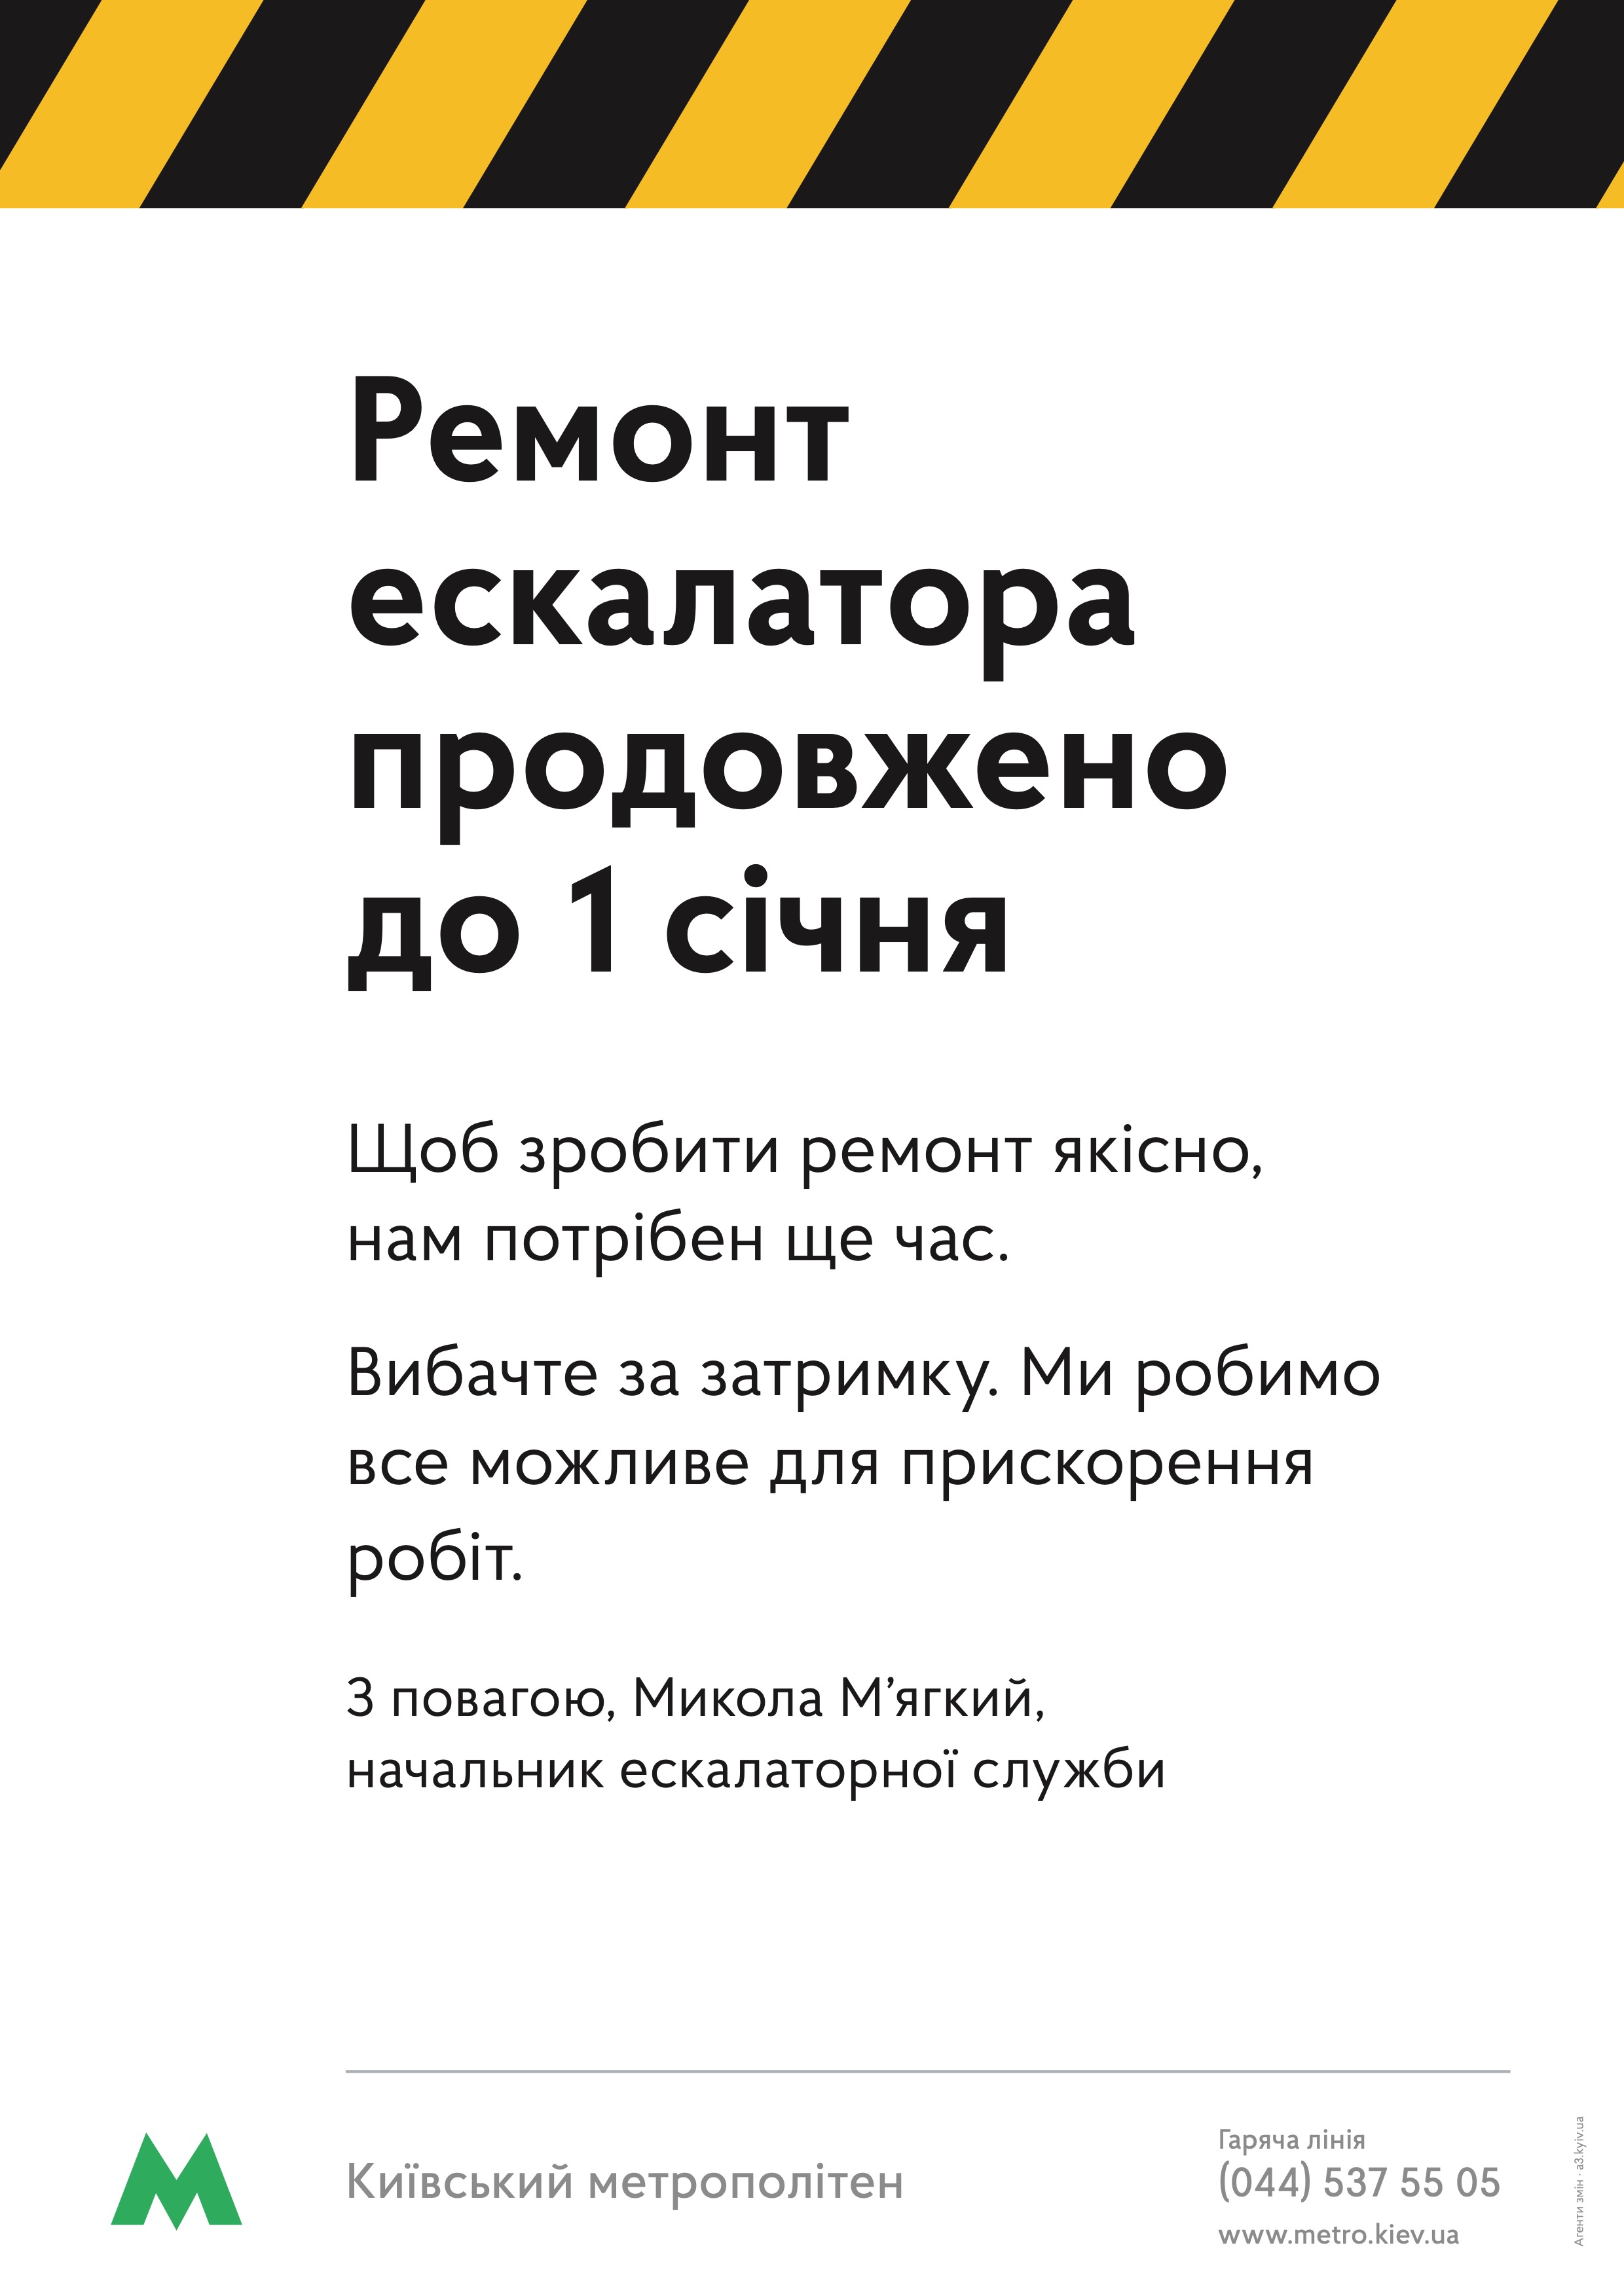 Ремонт
ескалатора
продовжено
до 1 січня
Щоб зробити ремонт якісно,
нам потрібен ще час.
Вибачте за затримку. Ми робимо
все можливе для прискорення
робіт.
З повагою, Микола М’ягкий,
начальник ескалаторної служби
Київський метрополітен
Гаряча лінія
(044) 537 55 05
www.metro.kiev.ua
Агенти змін · a3.kyiv.ua